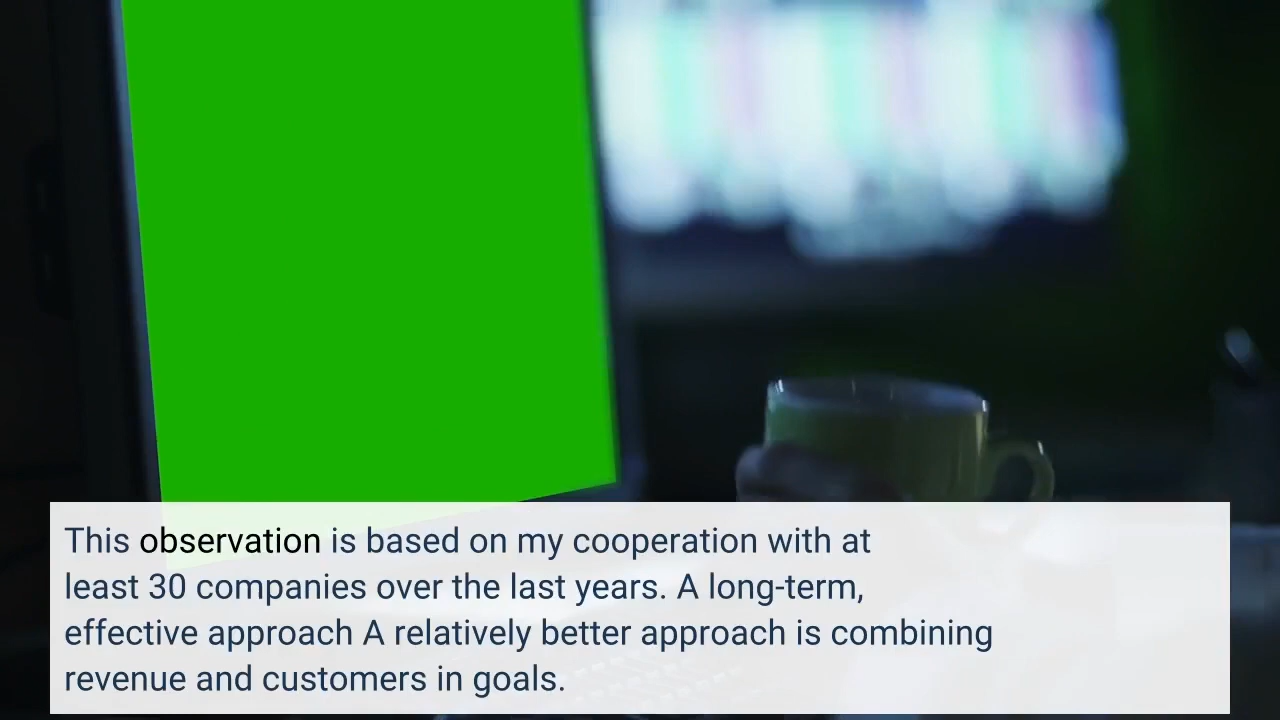 This observation is based on my cooperation with at
least 30 companies over the last years. A long-term,
effective approach A relatively better approach is combining
revenue and customers in goals.